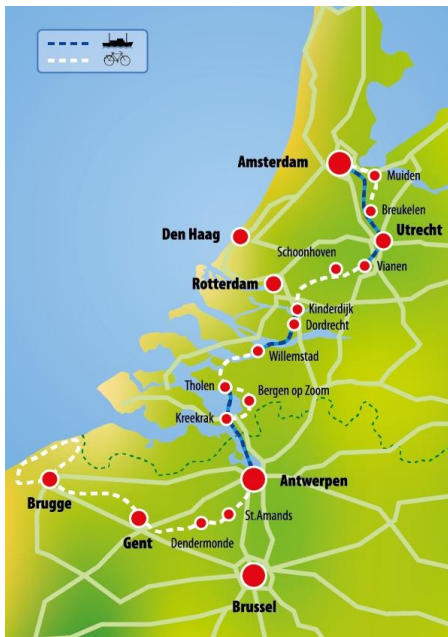 Amsterdam
Muiden
Breukelen
Den Haag
Utrecht
Schoonhoven
Vianen
Rotterdam
Kinderdijk
Dordrecht
Willemstad
Tholen
Bergen op Zoom
Kreekrak
Antwerpen
Brugge
St.Amands
Gent
Dendermonde
Brussel